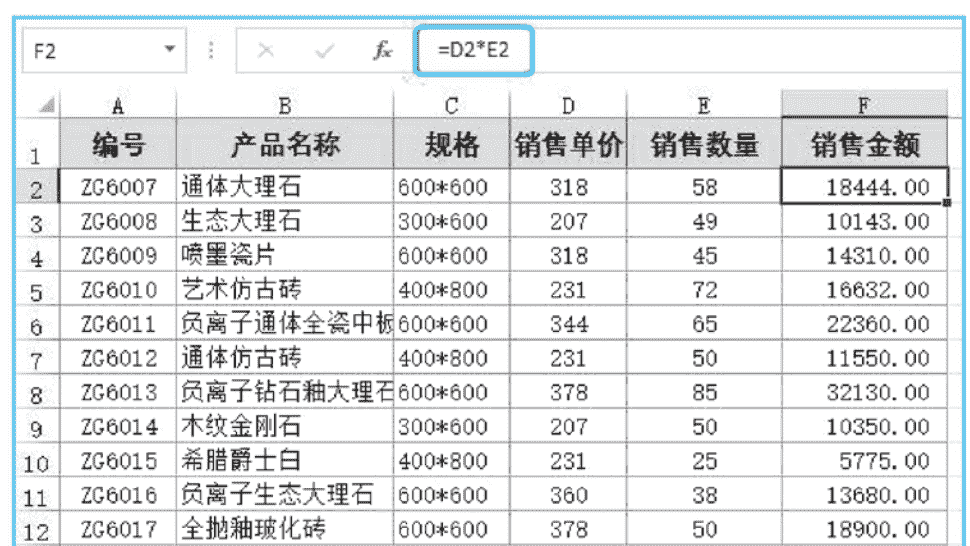 F2 fx =D2*E2
A B C D E F
1 编号 产品名称 规格 销售单价 销售数量 销售金额
2 ZG6007 通体大理石 600*600 318 58 18444.00
3 ZG6008 生态大理石 300*600 207 49 10143.00
4 ZG6009 喷墨瓷片 600*600 318 45 14310.00
5 ZG6010 艺术仿古砖 400*800 231 72 16632.00
6 ZG6011 负离子通体全瓷中板 600*600 344 65 22360.00
7 ZG6012 通体仿古砖 400*800 231 50 11550.00
8 ZG6013 负离子钻石釉大理石 600*600 378 85 32130.00
9 ZG6014 木纹金刚石 300*600 207 50 10350.00
10 ZG6015 希腊爵士白 400*800 231 25 5775.00
11 ZG6016 负离子生态大理石 600*600 360 38 13680.00
12 ZG6017 全抛釉玻化砖 600*600 378 50 18900.00